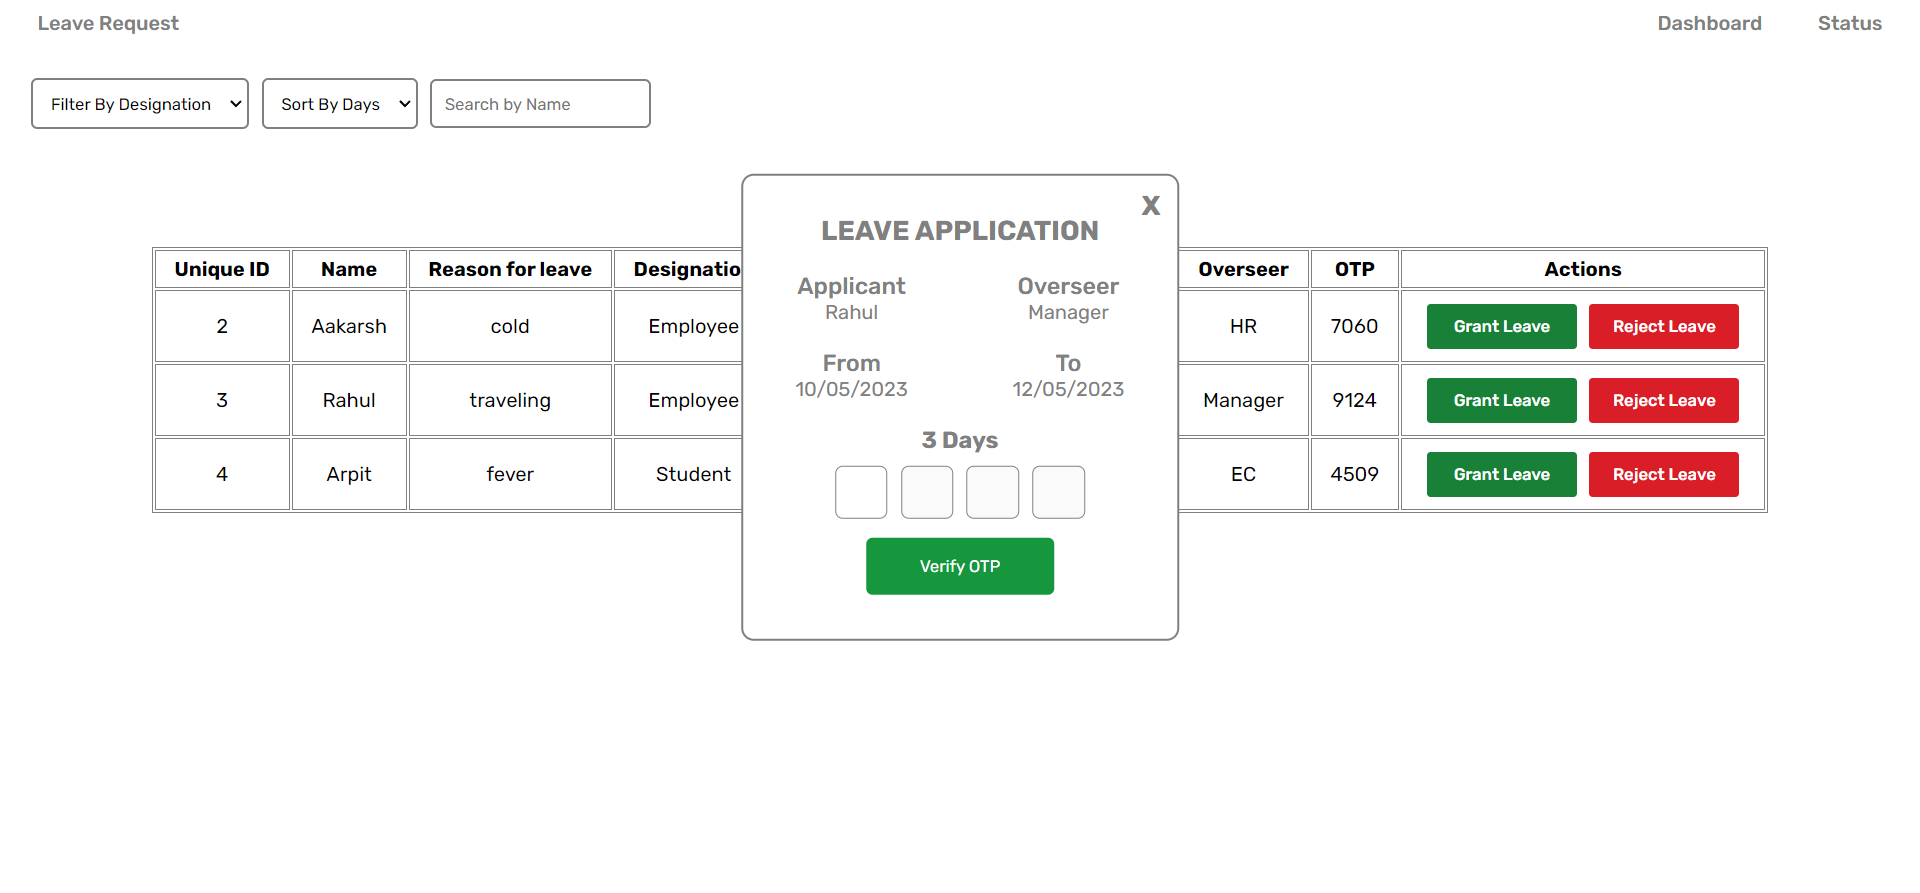 Leave Request Dashboard Status
Filter By Designation Sort By Days Search by Name
X
LEAVE APPLICATION
Applicant Overseer
Rahul Manager
From To
10/05/2023 12/05/2023
3 Days
Verify OTP
Unique ID Name Reason for leave Designatio Overseer OTP Actions
2 Aakarsh cold Employee HR 7060 Grant Leave Reject Leave
3 Rahul traveling Employee Manager 9124 Grant Leave Reject Leave
4 Arpit fever Student EC 4509 Grant Leave Reject Leave